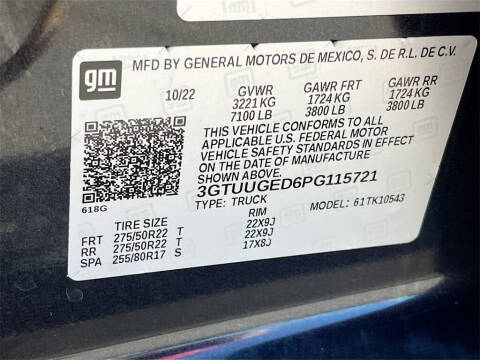 gm
MFD BY GENERAL MOTORS DE MEXICO, S. DE R.L. DE C.V.
10/22 GVWR GAWR FRT GAWR RR
3221 KG 1724 KG 1724 KG
7100 LB 3800 LB 3800 LB
THIS VEHICLE CONFORMS TO ALL
APPLICABLE U.S. FEDERAL MOTOR
VEHICLE SAFETY STANDARDS IN EFFECT
ON THE DATE OF MANUFACTURE
SHOWN ABOVE.
3GTUUGED6PG115721
618G
TYPE: TRUCK MODEL: 61TK10543
TIRE SIZE RIM
FRT 275/50R22 T 22X9J
RR 275/50R22 T 22X9J
SPA 255/80R17 S 17X8J